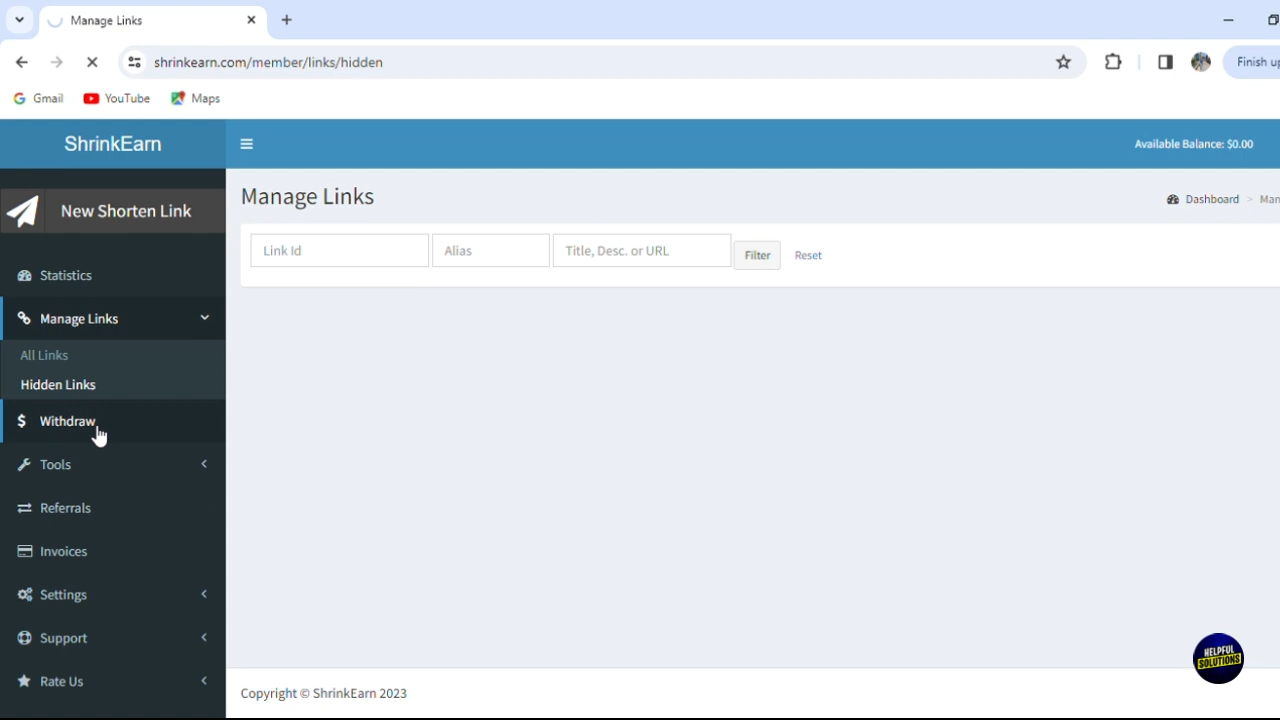 Manage Links
shrinkearn.com/member/links/hidden
Finish up
Gmail
YouTube
Maps
ShrinkEarn
Available Balance: $0.00
New Shorten Link
Manage Links
Dashboard > Man
Link Id
Alias
Title, Desc. or URL
Filter
Reset
Statistics
Manage Links
All Links
Hidden Links
$ Withdraw
Tools
Referrals
Invoices
Settings
Support
Rate Us
HELPFUL
SOLUTIONS
Copyright © ShrinkEarn 2023